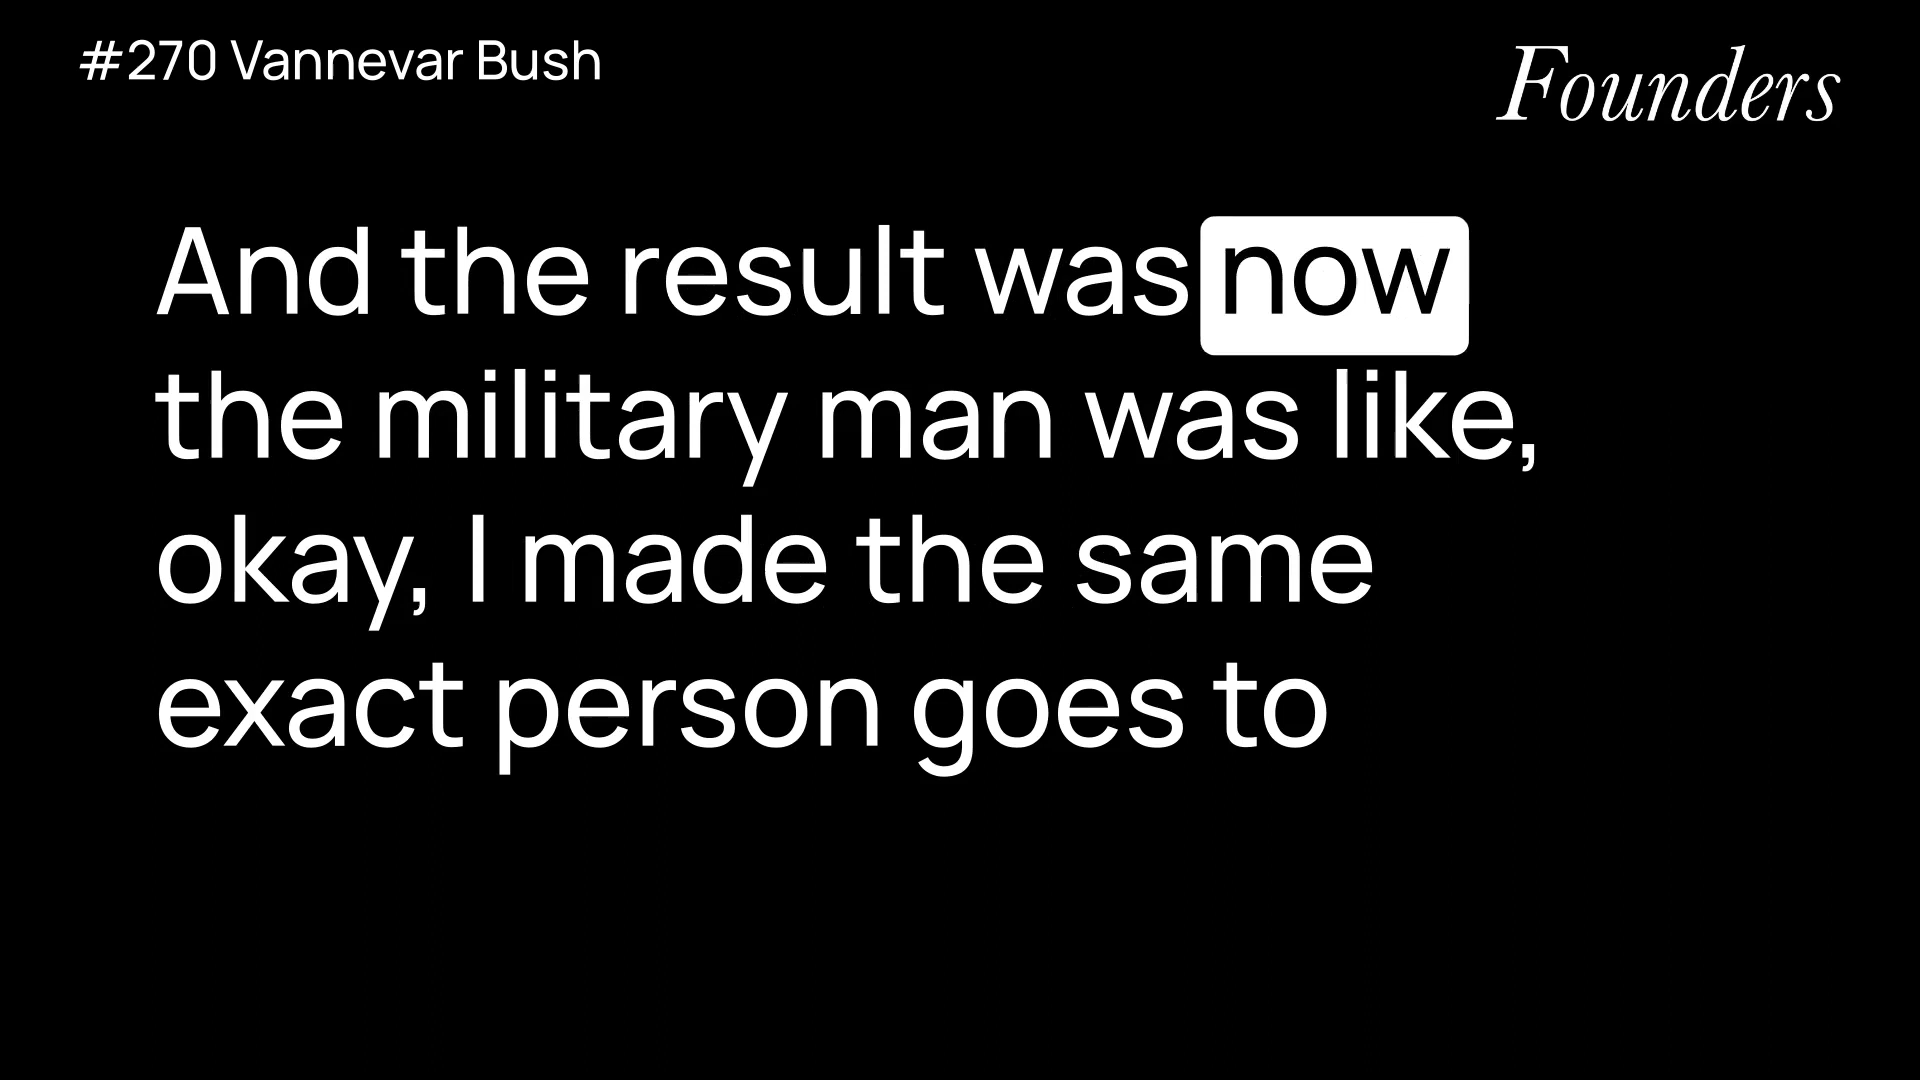 #270 Vannevar Bush
Founders
And the result was now
the military man was like,
okay, I made the same
exact person goes to